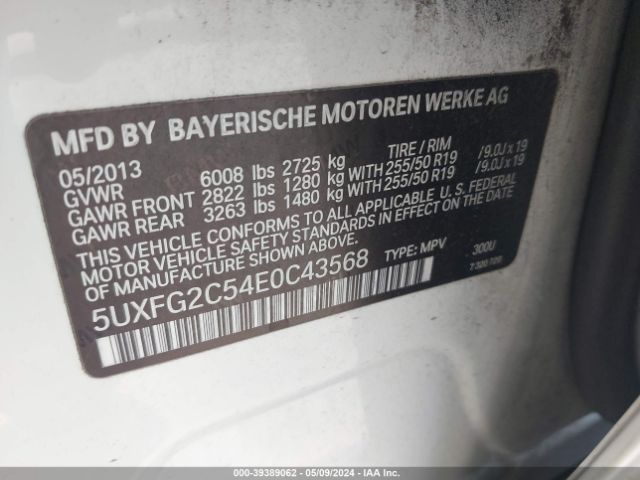 MFD BY BAYERISCHE MOTOREN WERKE AG
05/2013 TIRE / RIM
GVWR 6008 lbs 2725 kg
GAWR FRONT 2822 lbs 1280 kg WITH 255/50 R19 /9.0J x 19
GAWR REAR 3263 lbs 1480 kg WITH 255/50 R19 /9.0J x 19
THIS VEHICLE CONFORMS TO ALL APPLICABLE U. S. FEDERAL
MOTOR VEHICLE SAFETY STANDARDS IN EFFECT ON THE
DATE OF MANUFACTURE SHOWN ABOVE.
5UXFG2C54E0C43568 TYPE: MPV 300U
7 320 120
000-39389062 - 05/09/2024 - IAA Inc.